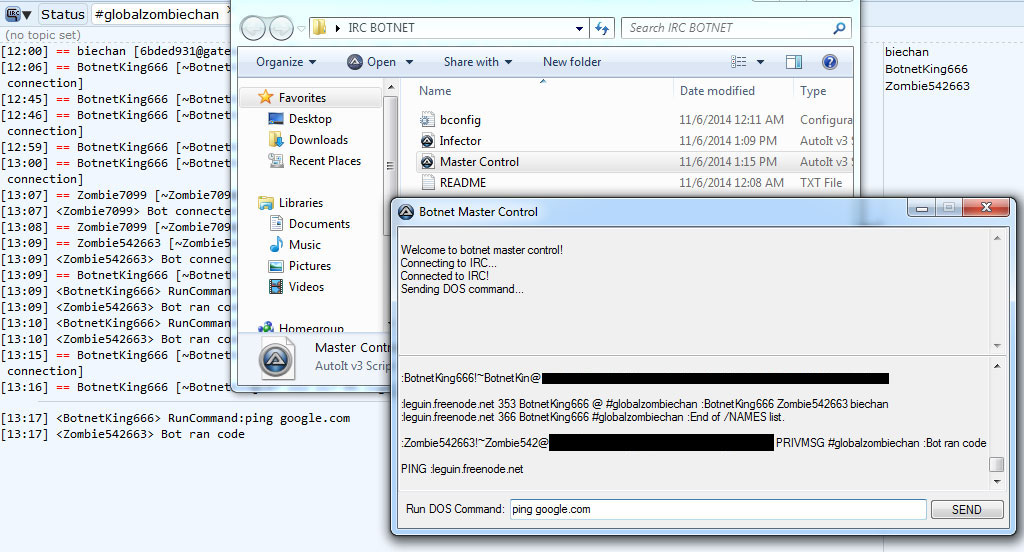 IRC
Status
#globalzombiechan
(no topic set)
[12:00] == biechan [6bded931@gate
[12:06] == BotnetKing666 [~Botnet
connection]
[12:45] == BotnetKing666 [~Botnet
[12:46] == BotnetKing666 [~Botnet
connection]
[12:59] == BotnetKing666 [~Botnet
[13:00] == BotnetKing666 [~Botnet
connection]
[13:07] == Zombie7099 [~Zombie709
[13:07] <Zombie7099> Bot connecte
[13:08] == Zombie7099 [~Zombie709
[13:09] == Zombie542663 [~Zombie5
[13:09] <Zombie542663> Bot connec
[13:09] == BotnetKing666 [~Botnet
[13:09] <BotnetKing666> RunComman
[13:09] <Zombie542663> Bot ran co
[13:10] <BotnetKing666> RunComman
[13:10] <Zombie542663> Bot ran co
[13:15] == BotnetKing666 [~Botnet
connection]
[13:16] == BotnetKing666 [~Botnet
[13:17] <BotnetKing666> RunCommand:ping google.com
[13:17] <Zombie542663> Bot ran code
IRC BOTNET
Search IRC BOTNET
Organize
Open
Share with
New folder
Favorites
Desktop
Downloads
Recent Places
Libraries
Documents
Music
Pictures
Videos
Homegroup
Name Date modified Type
bconfig 11/6/2014 12:11 AM Configura
Infector 11/6/2014 1:09 PM AutoIt v3 S
Master Control 11/6/2014 1:15 PM AutoIt v3 S
README 11/6/2014 12:08 AM TXT File
Master Contr
AutoIt v3 Scrip
biechan
BotnetKing666
Zombie542663
Botnet Master Control
Welcome to botnet master control!
Connecting to IRC...
Connected to IRC!
Sending DOS command...
:BotnetKing666!~BotnetKin@
:leguin.freenode.net 353 BotnetKing666 @ #globalzombiechan :BotnetKing666 Zombie542663 biechan
:leguin.freenode.net 366 BotnetKing666 #globalzombiechan :End of /NAMES list.
:Zombie542663!~Zombie542@ PRIVMSG #globalzombiechan :Bot ran code
PING :leguin.freenode.net
Run DOS Command: ping google.com
SEND